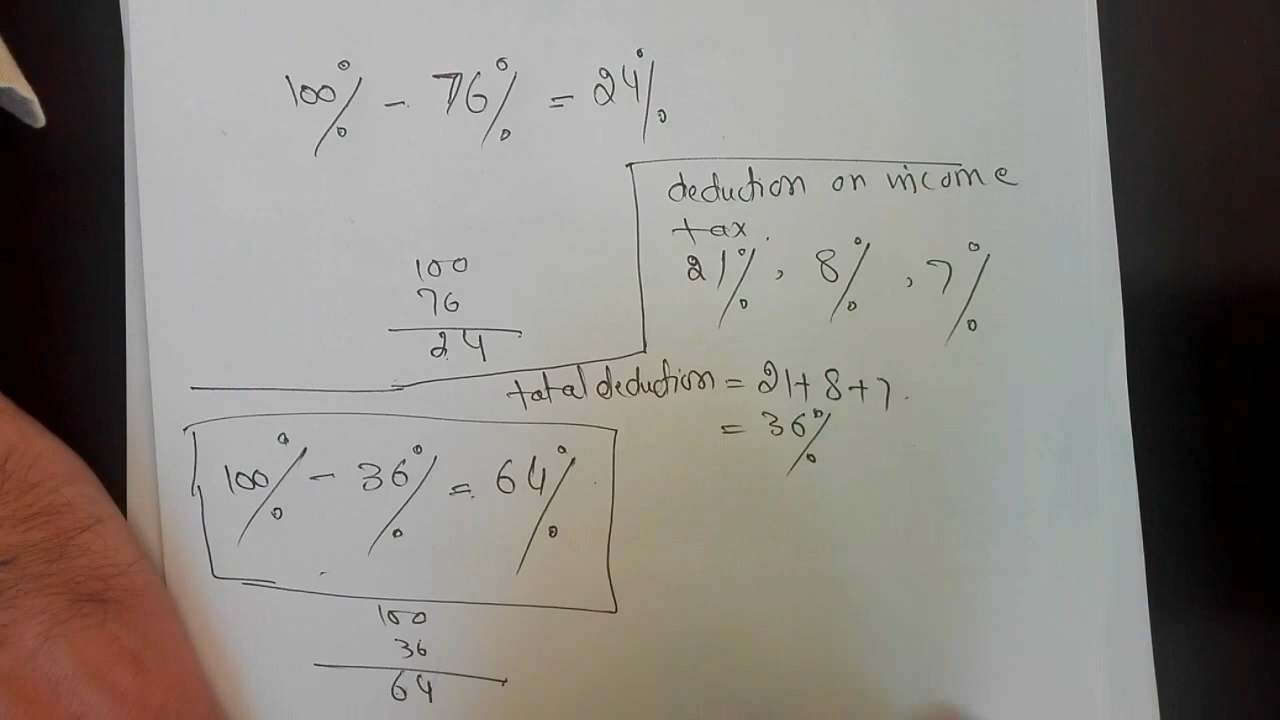 100% - 76% = 24%
deduction on income
tax.
21%, 8%, 7%
100
76
24
total deduction = 21+8+7.
= 36%
100% - 36% = 64%
100
36
64